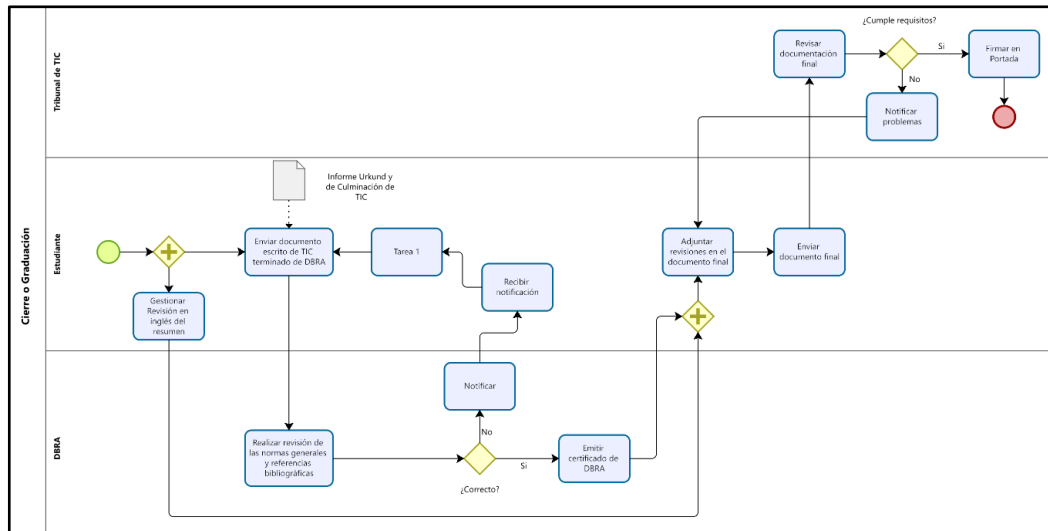 Cierre o Graduación
Tribunal de TIC
¿Cumple requisitos?
Revisar
documentación
final
Si
Firmar en
Portada
No
Notificar
problemas
Estudiante
Informe Urkund y
de Culminación de
TIC
Enviar documento
escrito de TIC
terminado de DBRA
Tarea 1
Adjuntar
revisiones en el
documento final
Enviar
documento final
Recibir
notificación
Gestionar
Revisión en
inglés del
resumen
DBRA
Notificar
No
Realizar revisión de
las normas generales
y referencias
bibliográficas
Si
Emitir
certificado de
DBRA
¿Correcto?